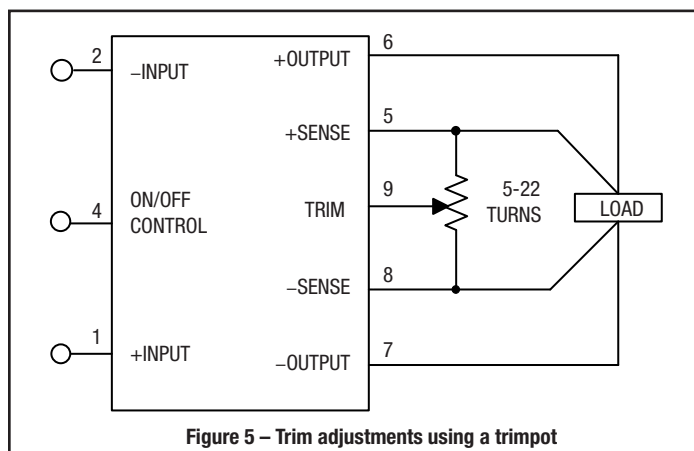 2
−INPUT
+OUTPUT
6
+SENSE
5
4
ON/OFF
CONTROL
TRIM
9
5-22
TURNS
LOAD
−SENSE
8
1
+INPUT
−OUTPUT
7
Figure 5 – Trim adjustments using a trimpot